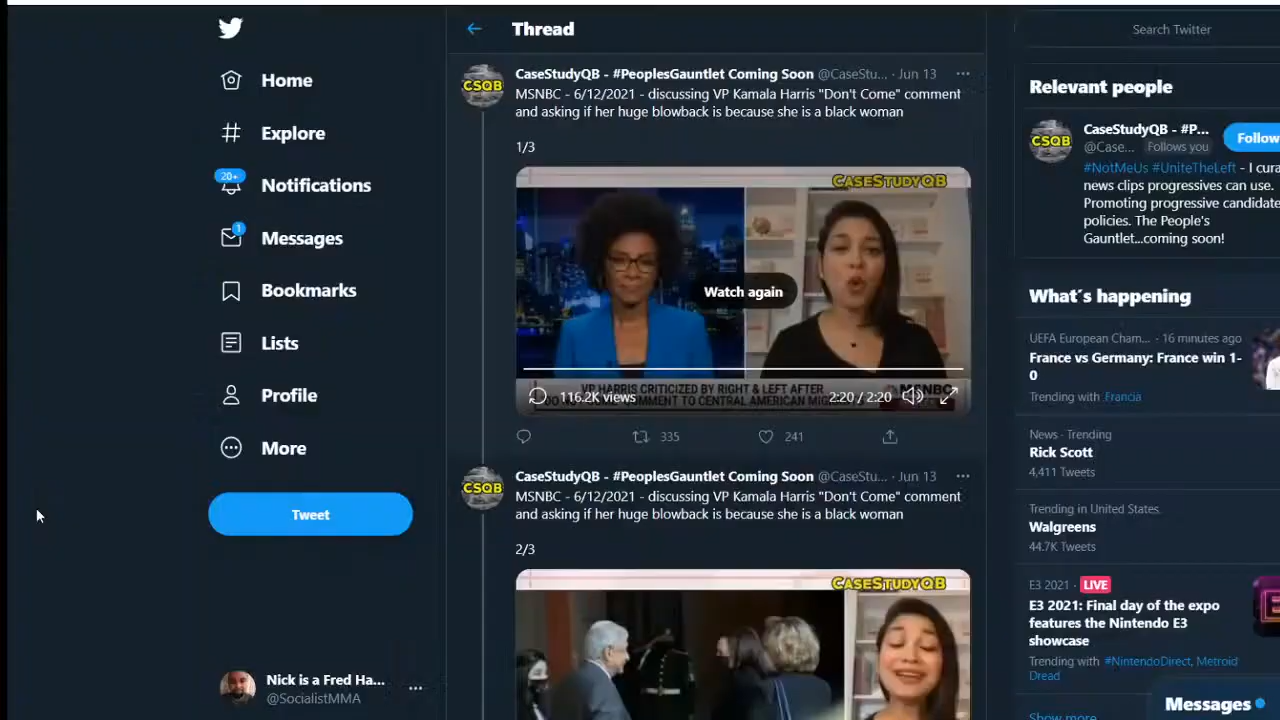 Home
Explore
20+
Notifications
1
Messages
Bookmarks
Lists
Profile
More
Tweet
Nick is a Fred Ha...
@SocialistMMA
Thread
CSQB
CaseStudyQB - #PeoplesGauntlet Coming Soon @CaseStu... · Jun 13
MSNBC - 6/12/2021 - discussing VP Kamala Harris "Don't Come" comment
and asking if her huge blowback is because she is a black woman
1/3
CASESTUDYQB
Watch again
VP HARRIS CRITICIZED BY RIGHT & LEFT AFTER
MSNBC
116.2K views
2:20 / 2:20
335
241
CSQB
CaseStudyQB - #PeoplesGauntlet Coming Soon @CaseStu... · Jun 13
MSNBC - 6/12/2021 - discussing VP Kamala Harris "Don't Come" comment
and asking if her huge blowback is because she is a black woman
2/3
CASESTUDYQB
Search Twitter
Relevant people
CSQB
CaseStudyQB - #P...
@Case... Follows you
Follow
#NotMeUs #UniteTheLeft - I cura
news clips progressives can use.
Promoting progressive candidate
policies. The People's
Gauntlet...coming soon!
What's happening
UEFA European Cham... · 16 minutes ago
France vs Germany: France win 1-
0
Trending with Francia
News · Trending
Rick Scott
4,411 Tweets
Trending in United States
Walgreens
44.7K Tweets
E3 2021 · LIVE
E3 2021: Final day of the expo
features the Nintendo E3
showcase
Trending with #NintendoDirect, Metroid
Dread
Show more
Messages